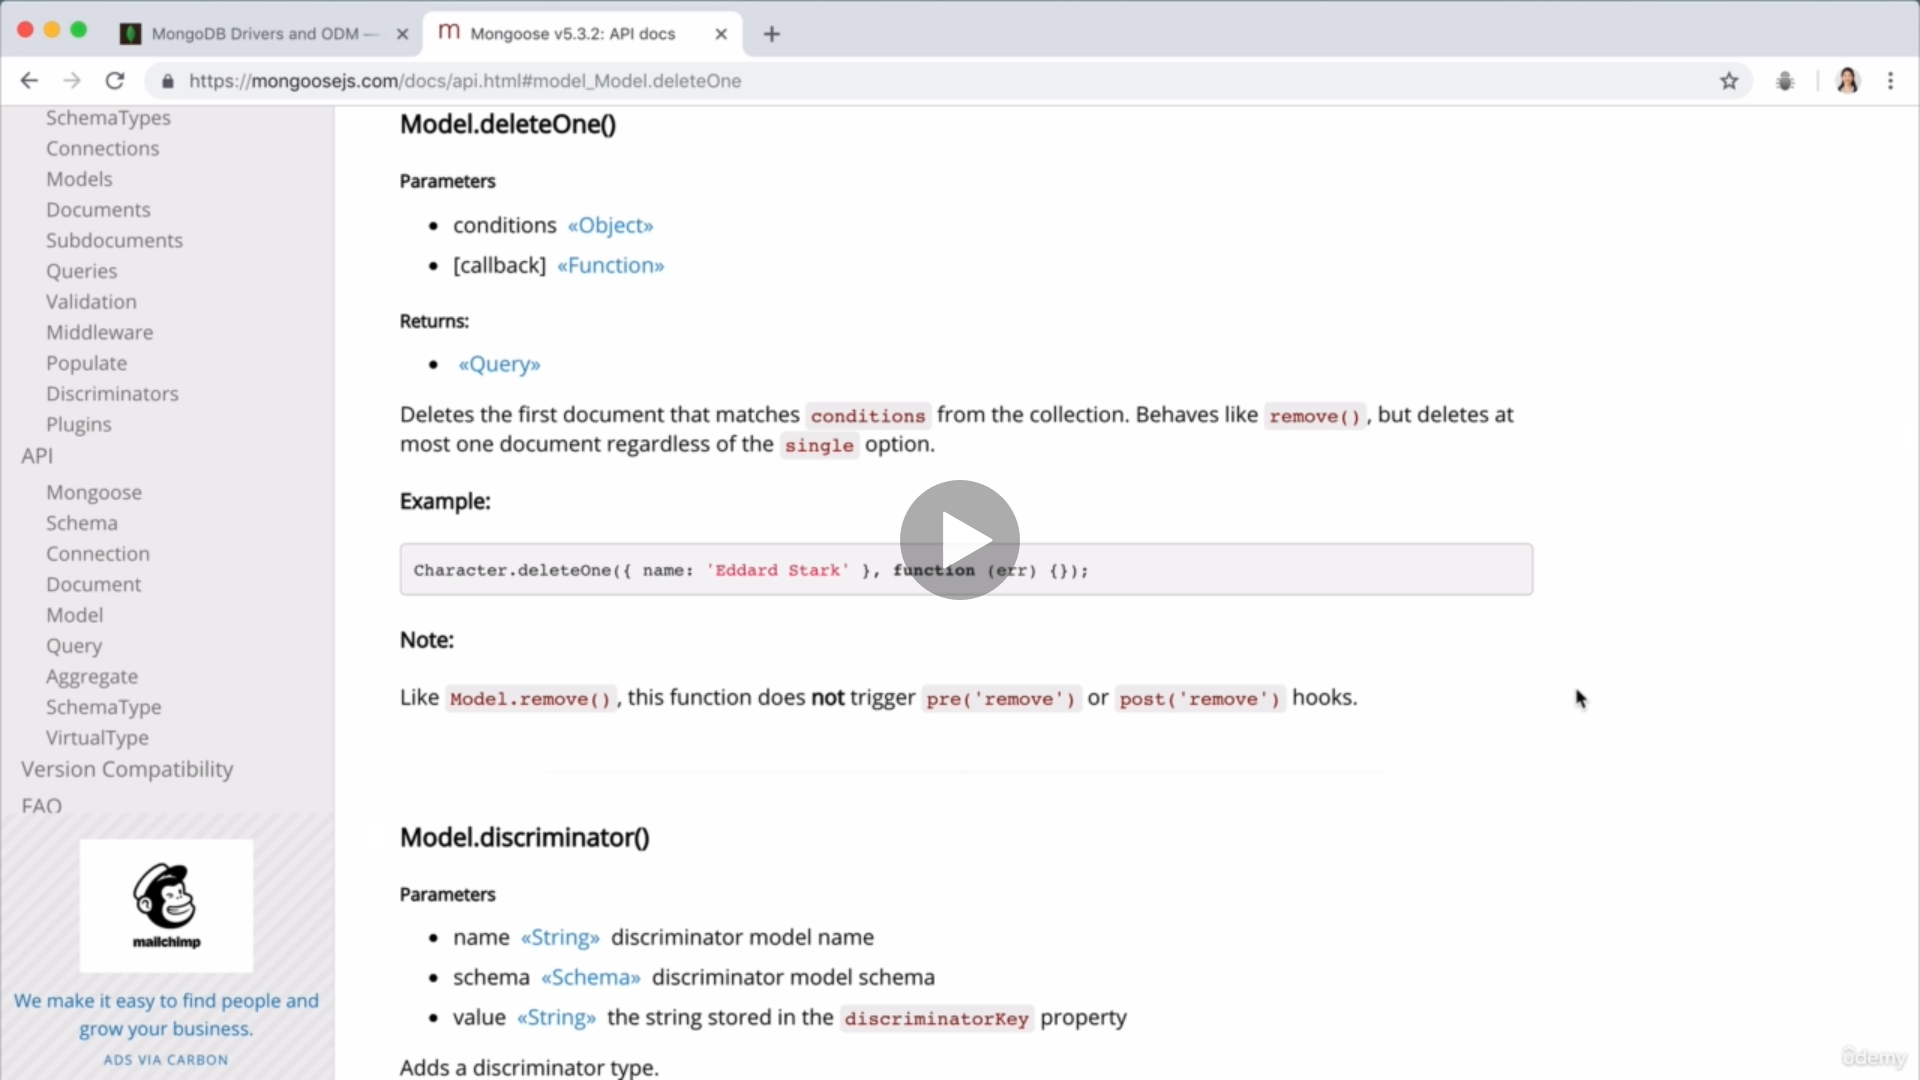 MongoDB Drivers and ODM —
Mongoose v5.3.2: API docs
https://mongoosejs.com/docs/api.html#model_Model.deleteOne
SchemaTypes
Connections
Models
Documents
Subdocuments
Queries
Validation
Middleware
Populate
Discriminators
Plugins
API
Mongoose
Schema
Connection
Document
Model
Query
Aggregate
SchemaType
VirtualType
Version Compatibility
FAQ
mailchimp
We make it easy to find people and
grow your business.
ADS VIA CARBON
Model.deleteOne()
Parameters
• conditions «Object»
• [callback] «Function»
Returns:
• «Query»
Deletes the first document that matches conditions from the collection. Behaves like remove(), but deletes at
most one document regardless of the single option.
Example:
Character.deleteOne({ name: 'Eddard Stark' }, function (err) {});
Note:
Like Model.remove(), this function does not trigger pre('remove') or post('remove') hooks.
Model.discriminator()
Parameters
• name «String» discriminator model name
• schema «Schema» discriminator model schema
• value «String» the string stored in the discriminatorKey property
Adds a discriminator type.
ûdemy